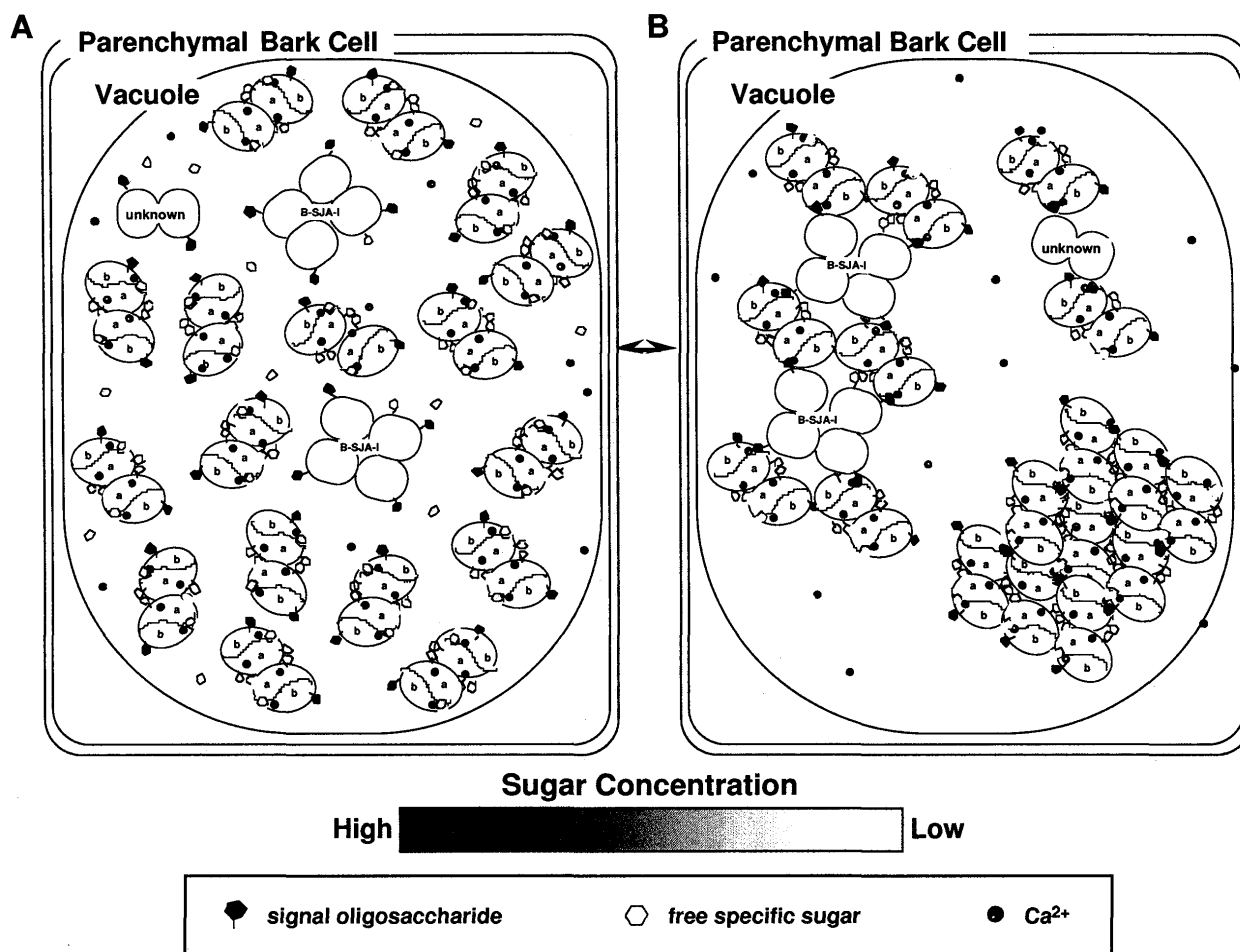 A
Parenchymal Bark Cell
Vacuole
unknown
B-SJA-I
B-SJA-I
B
Parenchymal Bark Cell
Vacuole
B-SJA-I
unknown
B-SJA-I
Sugar Concentration
High
Low
signal oligosaccharide
free specific sugar
Ca²⁺